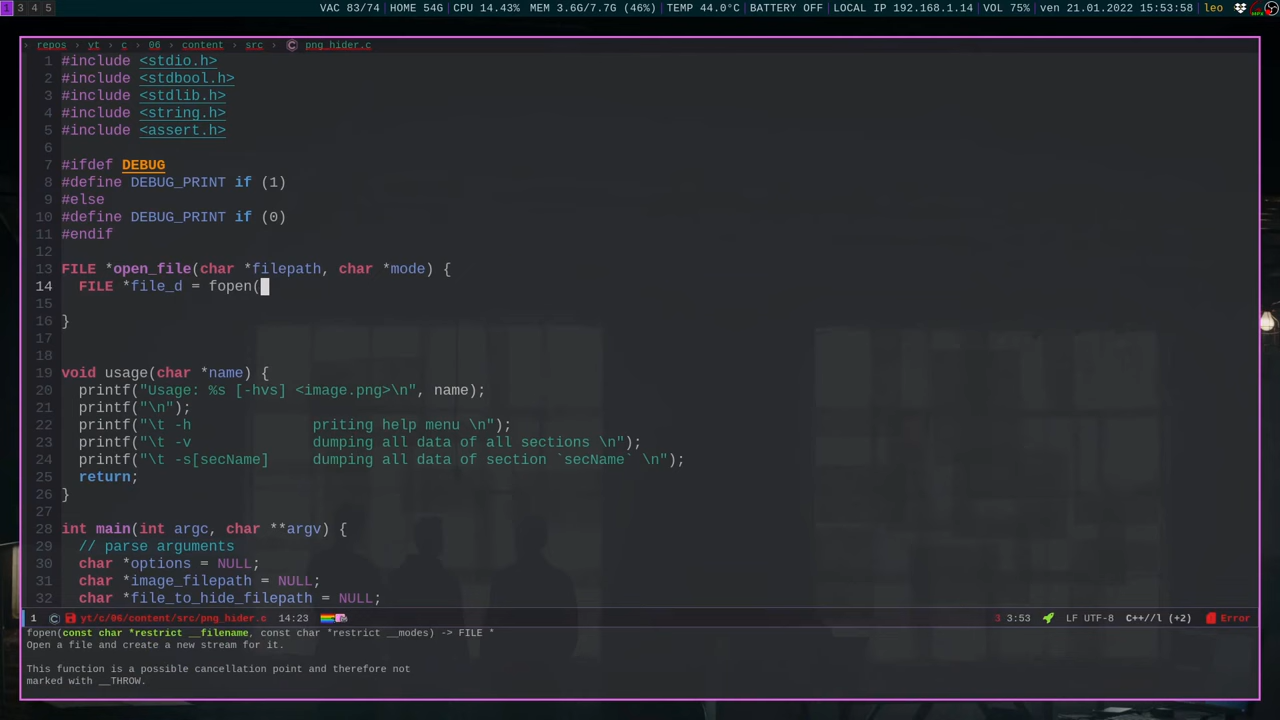 1 3 4 5 VAC 83/74 | HOME 54G | CPU 14.43% MEM 3.6G/7.7G (46%) | TEMP 44.0°C | BATTERY OFF | LOCAL IP 192.168.1.14 | VOL 75% | ven 21.01.2022 15:53:58 | leo
› repos › yt › c › 06 › content › src › png_hider.c
1 #include <stdio.h>
2 #include <stdbool.h>
3 #include <stdlib.h>
4 #include <string.h>
5 #include <assert.h>
6
7 #ifdef DEBUG
8 #define DEBUG_PRINT if (1)
9 #else
10 #define DEBUG_PRINT if (0)
11 #endif
12
13 FILE *open_file(char *filepath, char *mode) {
14 FILE *file_d = fopen(
15
16 }
17
18
19 void usage(char *name) {
20 printf("Usage: %s [-hvs] <image.png>\n", name);
21 printf("\n");
22 printf("\t -h priting help menu \n");
23 printf("\t -v dumping all data of all sections \n");
24 printf("\t -s[secName] dumping all data of section `secName` \n");
25 return;
26 }
27
28 int main(int argc, char **argv) {
29 // parse arguments
30 char *options = NULL;
31 char *image_filepath = NULL;
32 char *file_to_hide_filepath = NULL;
1 yt/c/06/content/src/png_hider.c 14:23 3 3:53 LF UTF-8 C++//l (+2) Error
fopen(const char *restrict __filename, const char *restrict __modes) -> FILE *
Open a file and create a new stream for it.
This function is a possible cancellation point and therefore not
marked with __THROW.